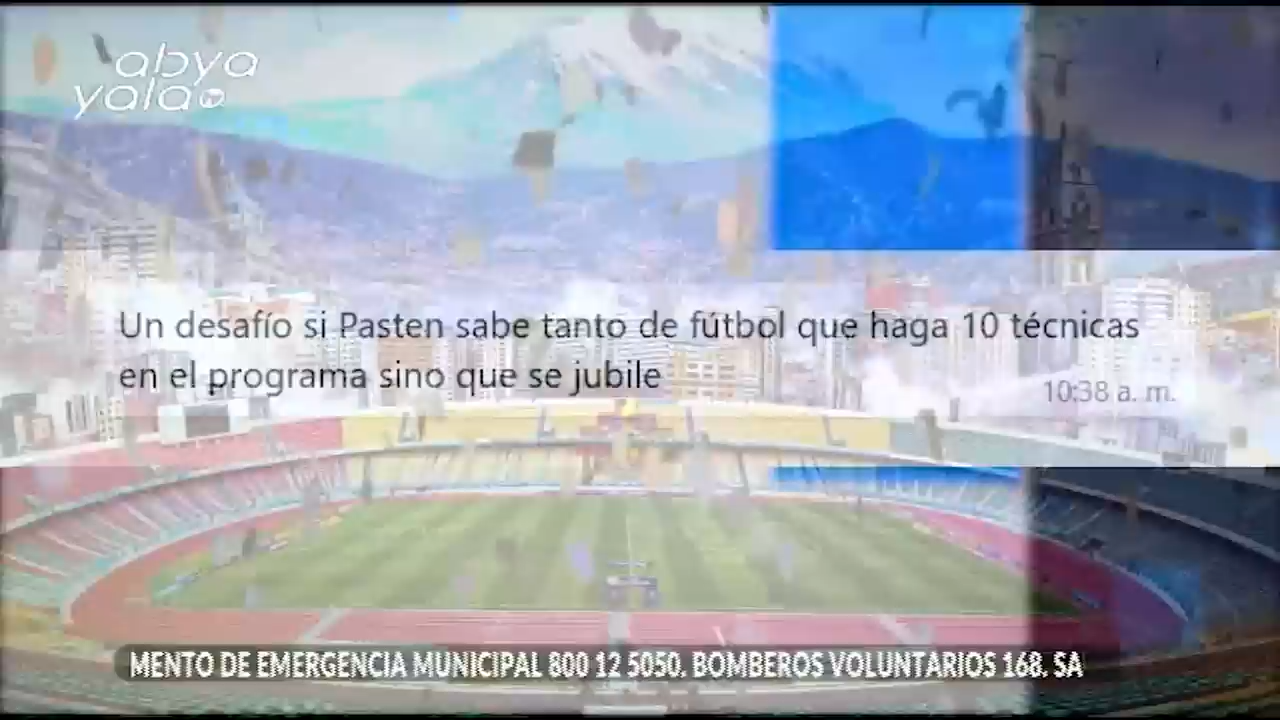 abya
yala
Un desafío si Pasten sabe tanto de fútbol que haga 10 técnicas
en el programa sino que se jubile
10:38 a. m.
MENTO DE EMERGENCIA MUNICIPAL 800 12 5050. BOMBEROS VOLUNTARIOS 168. SA